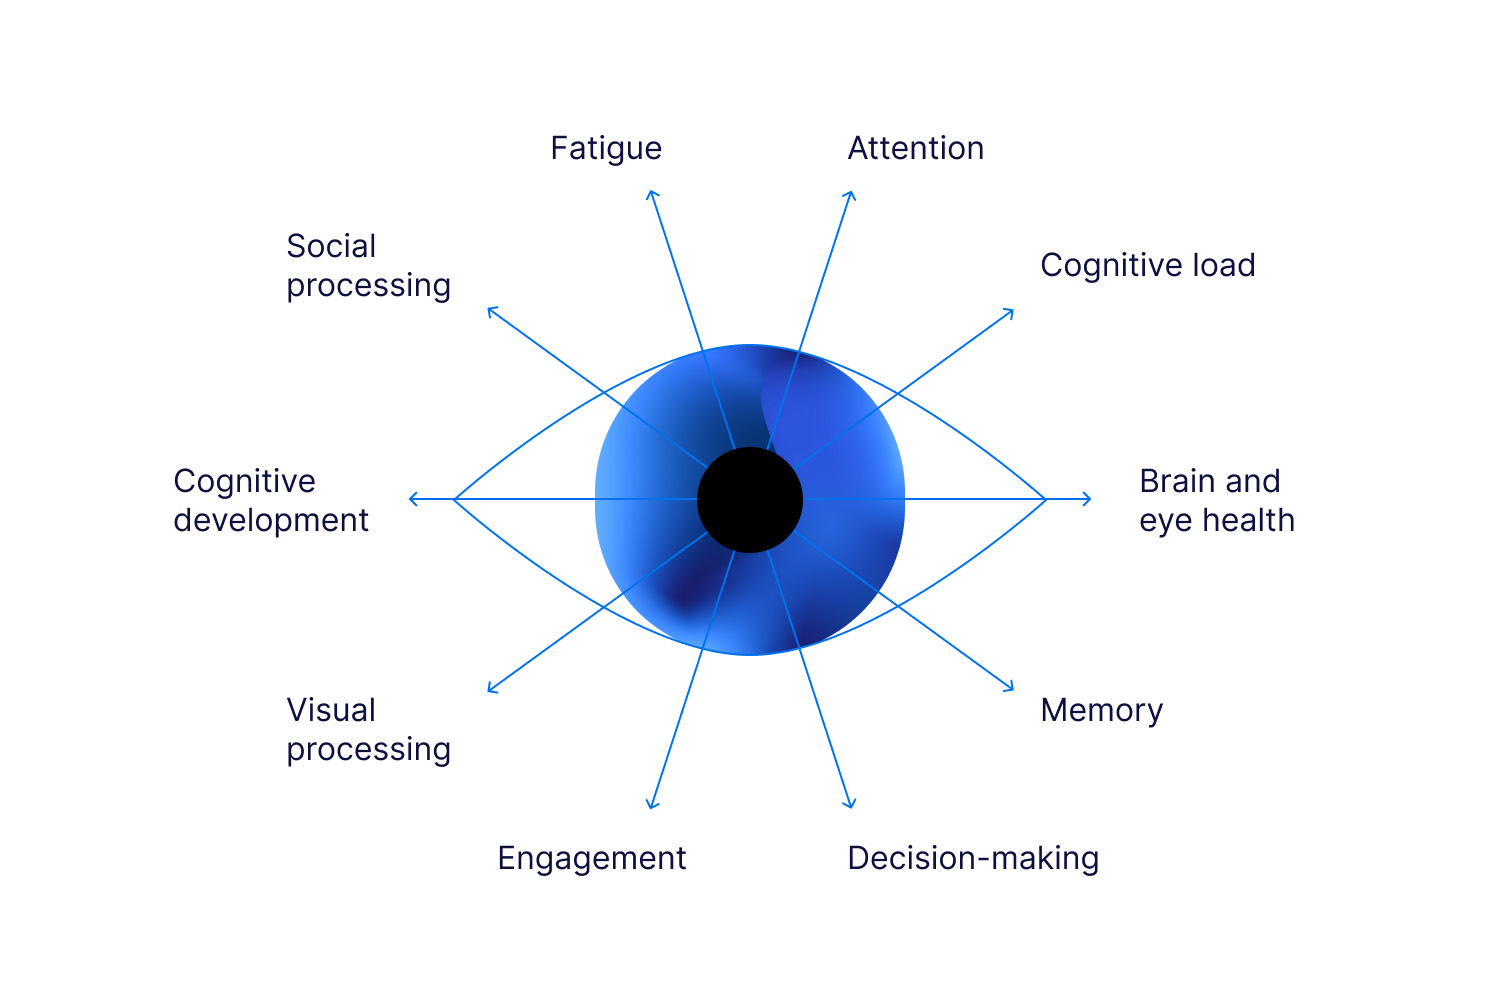 Fatigue
Attention
Social
processing
Cognitive load
Cognitive
development
Brain and
eye health
Visual
processing
Memory
Engagement
Decision-making